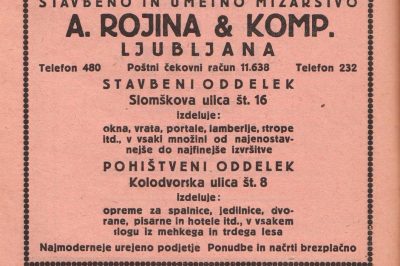 STAVBENO IN UMETNO MIZARSTVO
A. ROJINA & KOMP.
LJUBLJANA
Telefon 480 Poštni čekovni račun 11.638 Telefon 232
STAVBENI ODDELEK
Slomškova ulica št. 16
izdeluje:
okna, vrata, portale, lamberije, strope
itd., v vsaki množini od najenostav-
nejše do najfinejše izvršitve
POHIŠTVENI ODDELEK
Kolodvorska ulica št. 8
izdeluje:
opreme za spalnice, jedilnice, dvo-
rane, pisarne in hotele itd., v vsakem
slogu iz mehkega in trdega lesa
Najmoderneje urejeno podjetje Ponudbe in načrti brezplačno